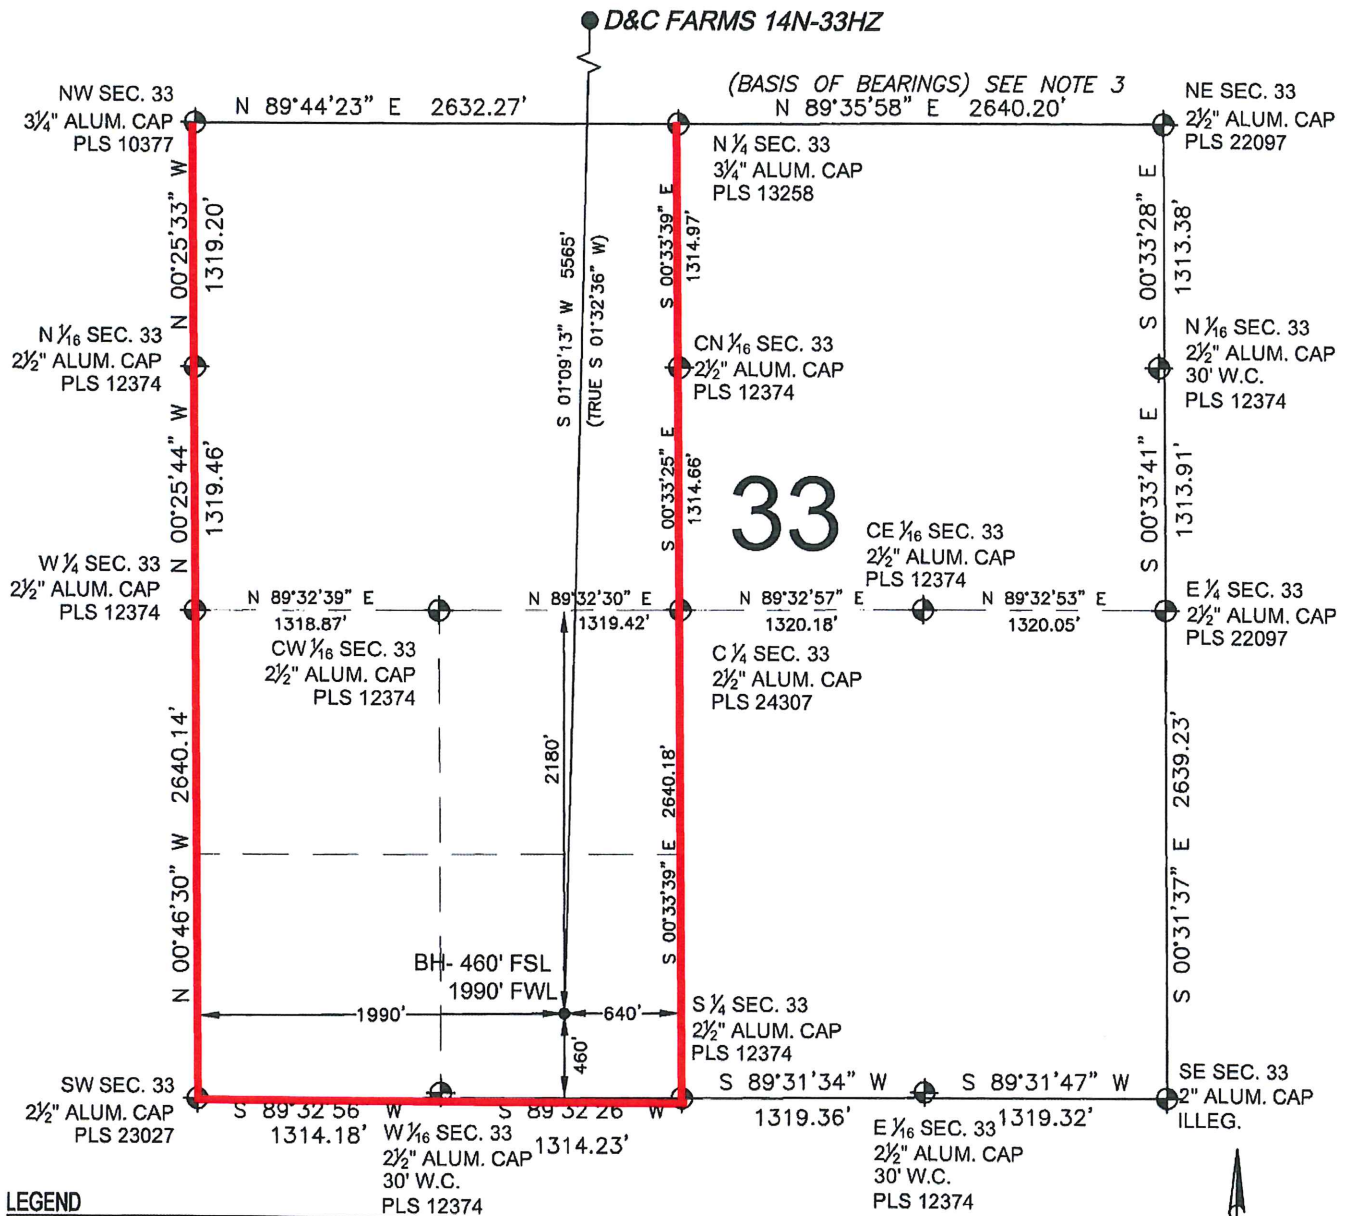 D&C FARMS 14N-33HZ
(BASIS OF BEARINGS) SEE NOTE 3
NW SEC. 33
3¼" ALUM. CAP
PLS 10377
N 89°44'23" E 2632.27'
N 89°35'58" E 2640.20'
NE SEC. 33
2½" ALUM. CAP
PLS 22097
N ¼ SEC. 33
3¼" ALUM. CAP
PLS 13258
N 00°25'33" W
1319.20'
S 01°09'13" W 5565'
(TRUE S 01°32'36" W)
S 00°33'39" E
1314.97'
S 00°33'28" E
1313.38'
N 1⁄16 SEC. 33
2½" ALUM. CAP
PLS 12374
CN 1⁄16 SEC. 33
2½" ALUM. CAP
PLS 12374
N 1⁄16 SEC. 33
2½" ALUM. CAP
30' W.C.
PLS 12374
N 00°25'44" W
1319.46'
S 00°33'25" E
1314.66'
33
S 00°33'41" E
1313.91'
W ¼ SEC. 33
2½" ALUM. CAP
PLS 12374
CE 1⁄16 SEC. 33
2½" ALUM. CAP
PLS 12374
E ¼ SEC. 33
2½" ALUM. CAP
PLS 22097
N 89°32'39" E
1318.87'
N 89°32'30" E
1319.42'
N 89°32'57" E
1320.18'
N 89°32'53" E
1320.05'
CW 1⁄16 SEC. 33
2½" ALUM. CAP
PLS 12374
C ¼ SEC. 33
2½" ALUM. CAP
PLS 24307
N 00°46'30" W 2640.14'
2180'
S 00°33'39" E 2640.18'
S 00°31'37" E 2639.23'
BH- 460' FSL
1990' FWL
1990'
640'
460'
S ¼ SEC. 33
2½" ALUM. CAP
PLS 12374
SW SEC. 33
2½" ALUM. CAP
PLS 23027
S 89°32'56 W
1314.18'
S 89°32'26 W
1314.23'
S 89°31'34" W
1319.36'
S 89°31'47" W
1319.32'
SE SEC. 33
2" ALUM. CAP
ILLEG.
W 1⁄16 SEC. 33
2½" ALUM. CAP
30' W.C.
PLS 12374
E 1⁄16 SEC. 33
2½" ALUM. CAP
30' W.C.
PLS 12374
LEGEND